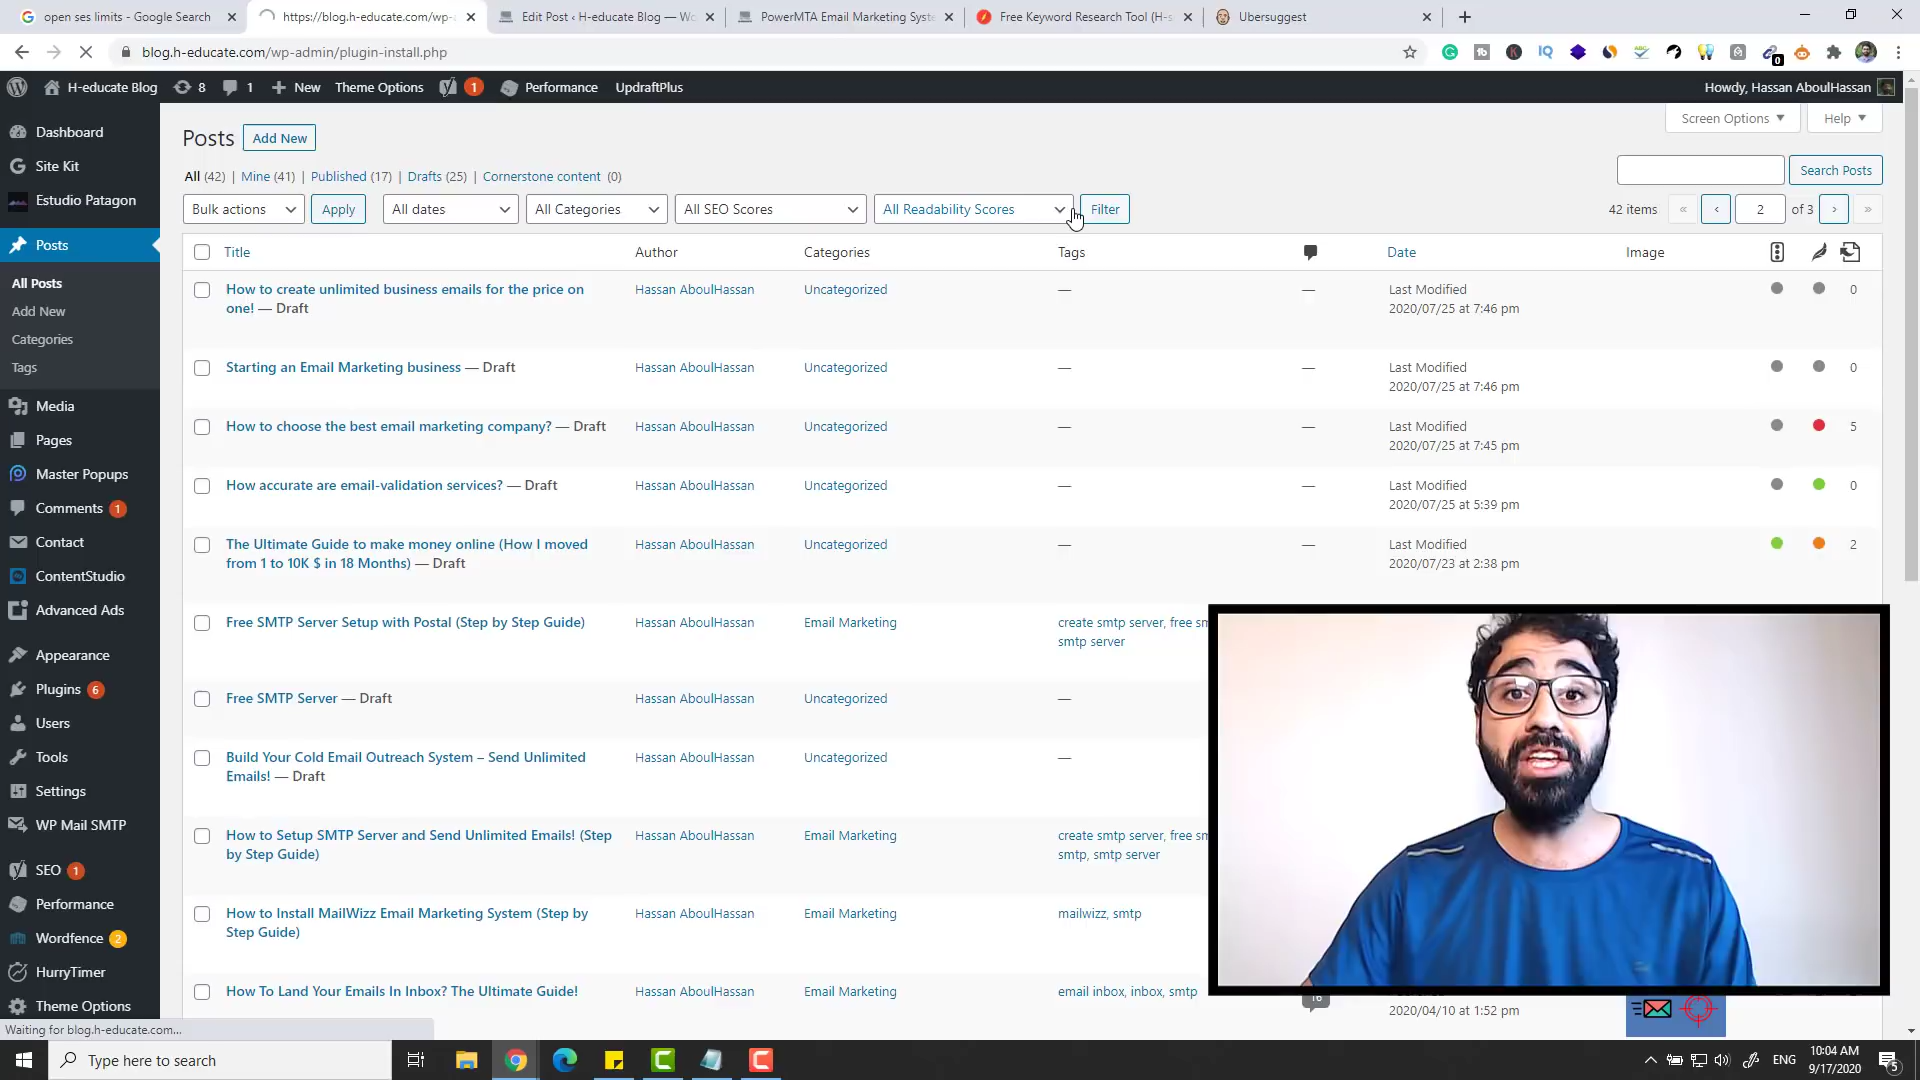 open ses limits - Google Search
https://blog.h-educate.com/wp-
Edit Post ‹ H-educate Blog — Wo
PowerMTA Email Marketing Syste
Free Keyword Research Tool (H-s
Ubersuggest
blog.h-educate.com/wp-admin/plugin-install.php
H-educate Blog
8
1
New
Theme Options
1
Performance
UpdraftPlus
Howdy, Hassan AboulHassan
Dashboard
Site Kit
Estudio Patagon
Posts
All Posts
Add New
Categories
Tags
Media
Pages
Master Popups
Comments 1
Contact
ContentStudio
Advanced Ads
Appearance
Plugins 6
Users
Tools
Settings
WP Mail SMTP
SEO 1
Performance
Wordfence 2
HurryTimer
Theme Options
Screen Options
Help
Posts Add New
All (42) | Mine (41) | Published (17) | Drafts (25) | Cornerstone content (0)
Search Posts
Bulk actions Apply All dates All Categories All SEO Scores All Readability Scores Filter
42 items « ‹ 2 of 3 › »
Title Author Categories Tags Date Image
How to create unlimited business emails for the price on
one! — Draft
Hassan AboulHassan Uncategorized — —
Last Modified
2020/07/25 at 7:46 pm
0
Starting an Email Marketing business — Draft
Hassan AboulHassan Uncategorized — —
Last Modified
2020/07/25 at 7:46 pm
0
How to choose the best email marketing company? — Draft
Hassan AboulHassan Uncategorized — —
Last Modified
2020/07/25 at 7:45 pm
5
How accurate are email-validation services? — Draft
Hassan AboulHassan Uncategorized — —
Last Modified
2020/07/25 at 5:39 pm
0
The Ultimate Guide to make money online (How I moved
from 1 to 10K $ in 18 Months) — Draft
Hassan AboulHassan Uncategorized — —
Last Modified
2020/07/23 at 2:38 pm
2
Free SMTP Server Setup with Postal (Step by Step Guide)
Hassan AboulHassan Email Marketing
create smtp server, free sm
smtp server
Free SMTP Server — Draft
Hassan AboulHassan Uncategorized —
Build Your Cold Email Outreach System – Send Unlimited
Emails! — Draft
Hassan AboulHassan Uncategorized —
How to Setup SMTP Server and Send Unlimited Emails! (Step
by Step Guide)
Hassan AboulHassan Email Marketing
create smtp server, free sm
smtp, smtp server
How to Install MailWizz Email Marketing System (Step by
Step Guide)
Hassan AboulHassan Email Marketing
mailwizz, smtp
How To Land Your Emails In Inbox? The Ultimate Guide!
Hassan AboulHassan Email Marketing
email inbox, inbox, smtp
16
2020/04/10 at 1:52 pm
Waiting for blog.h-educate.com...
Type here to search
ENG
10:04 AM
9/17/2020
5